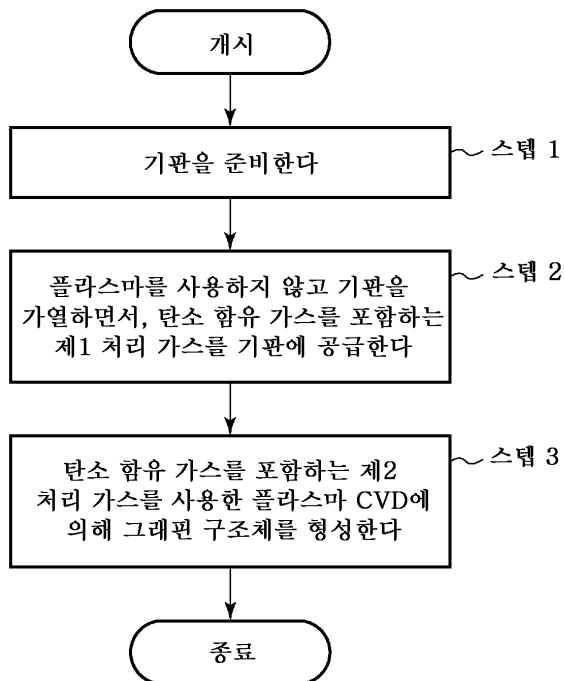 개시
기판을 준비한다
스텝 1
플라스마를 사용하지 않고 기판을
가열하면서, 탄소 함유 가스를 포함하는
제1 처리 가스를 기판에 공급한다
스텝 2
탄소 함유 가스를 포함하는 제2
처리 가스를 사용한 플라스마 CVD에
의해 그래핀 구조체를 형성한다
스텝 3
종료